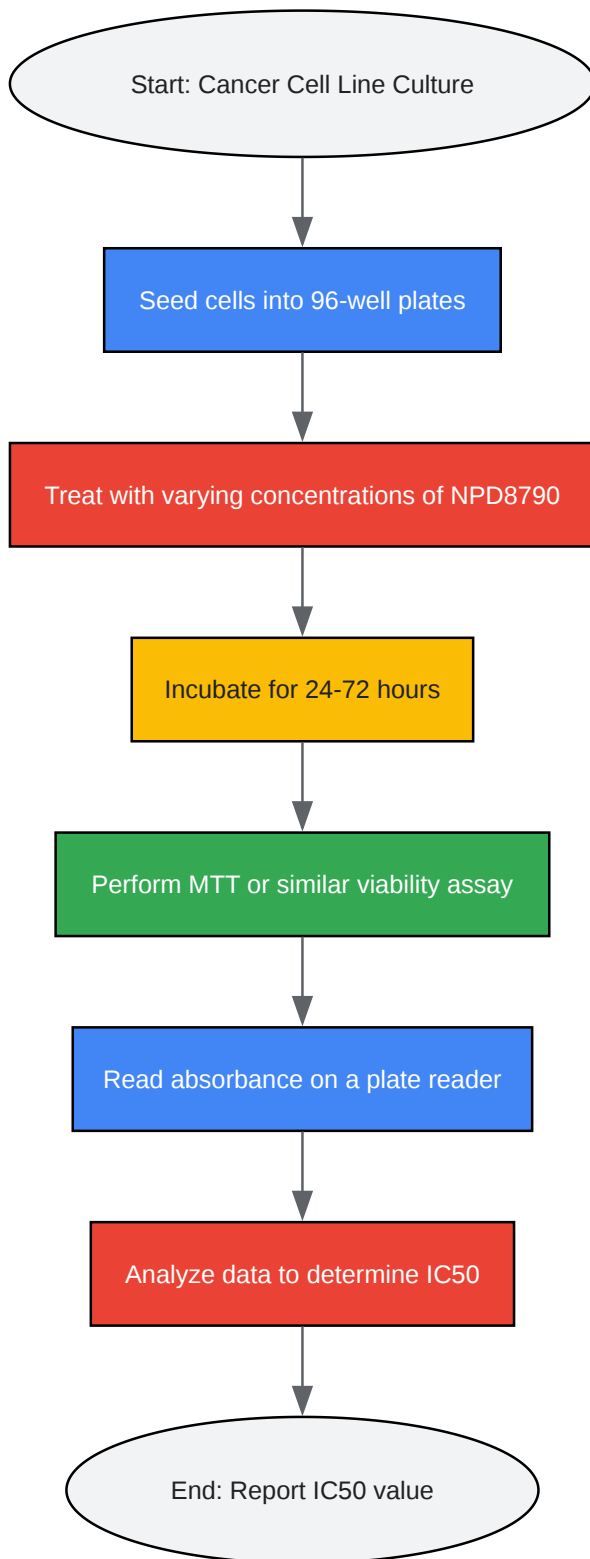 Start: Cancer Cell Line Culture
Seed cells into 96-well plates
Treat with varying concentrations of NPD8790
Incubate for 24-72 hours
Perform MTT or similar viability assay
Read absorbance on a plate reader
Analyze data to determine IC50
End: Report IC50 value